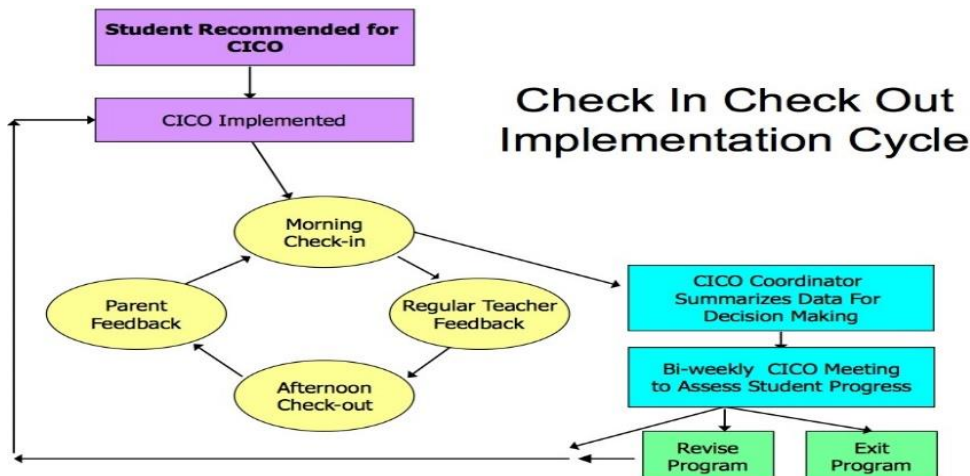 Student Recommended for
CICO
Check In Check Out
Implementation Cycle
CICO Implemented
Morning
Check-in
Parent
Feedback
Regular Teacher
Feedback
Afternoon
Check-out
CICO Coordinator
Summarizes Data For
Decision Making
Bi-weekly CICO Meeting
to Assess Student Progress
Revise
Program
Exit
Program